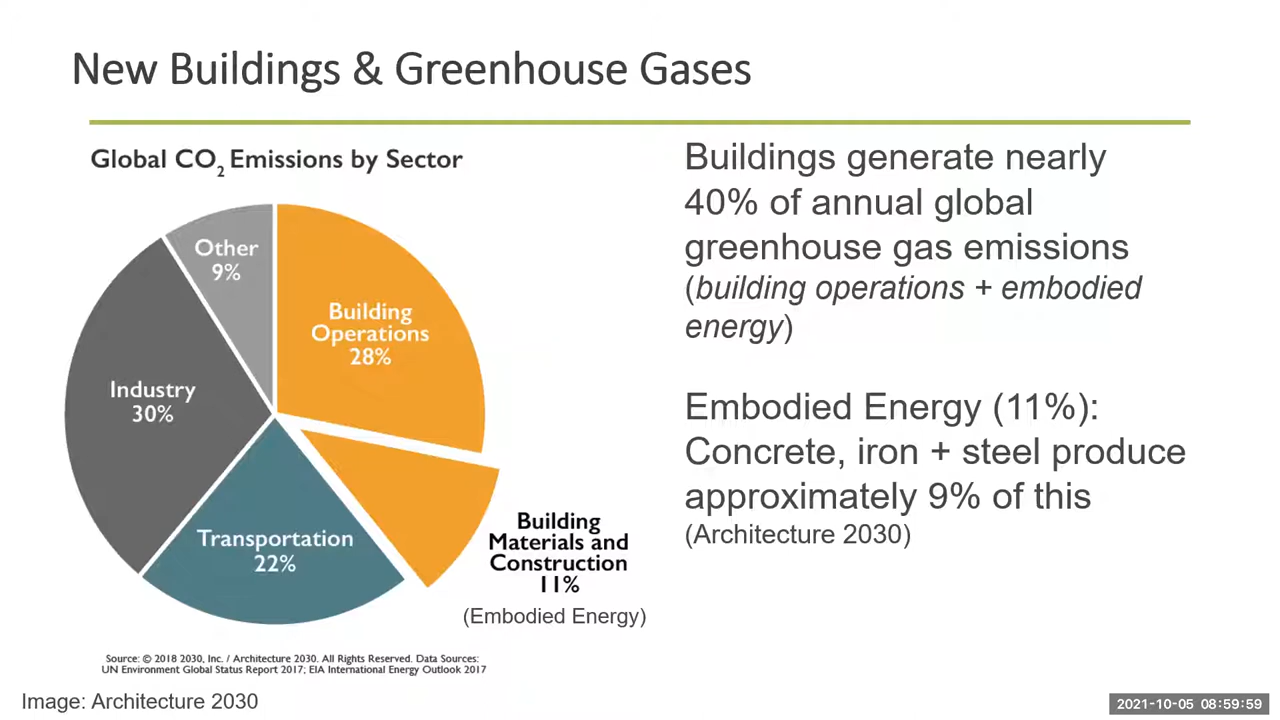 New Buildings & Greenhouse Gases
Global CO2 Emissions by Sector
Other
9%
Building
Operations
28%
Industry
30%
Transportation
22%
Building
Materials and
Construction
11%
(Embodied Energy)
Source: © 2018 2030, Inc. / Architecture 2030. All Rights Reserved. Data Sources:
UN Environment Global Status Report 2017; EIA International Energy Outlook 2017
Image: Architecture 2030
Buildings generate nearly
40% of annual global
greenhouse gas emissions
(building operations + embodied
energy)
Embodied Energy (11%):
Concrete, iron + steel produce
approximately 9% of this
(Architecture 2030)
2021-10-05 08:59:59